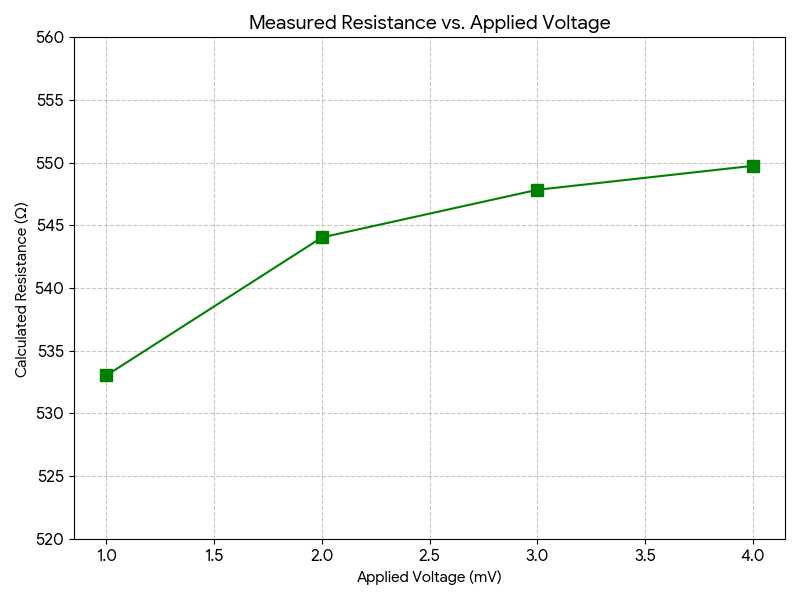 Measured Resistance vs. Applied Voltage
Calculated Resistance (Ω)
560
555
550
545
540
535
530
525
520
1.0 1.5 2.0 2.5 3.0 3.5 4.0
Applied Voltage (mV)